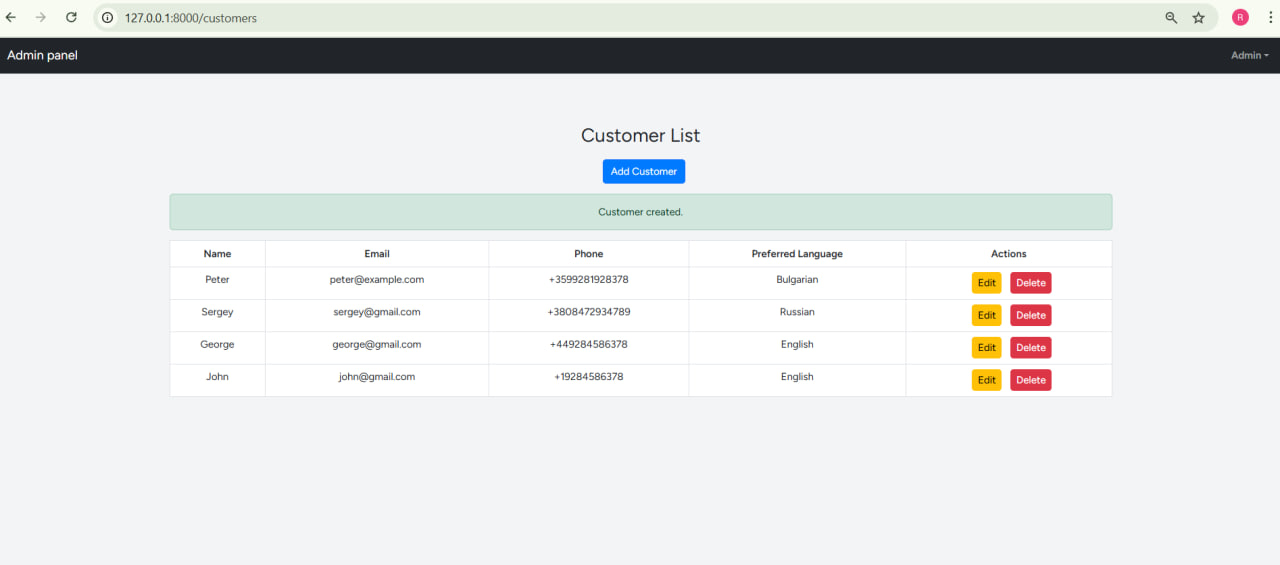 127.0.0.1:8000/customers
R
Admin panel
Admin
Customer List
Add Customer
Customer created.
Name Email Phone Preferred Language Actions
Peter peter@example.com +3599281928378 Bulgarian Edit Delete
Sergey sergey@gmail.com +3808472934789 Russian Edit Delete
George george@gmail.com +449284586378 English Edit Delete
John john@gmail.com +19284586378 English Edit Delete